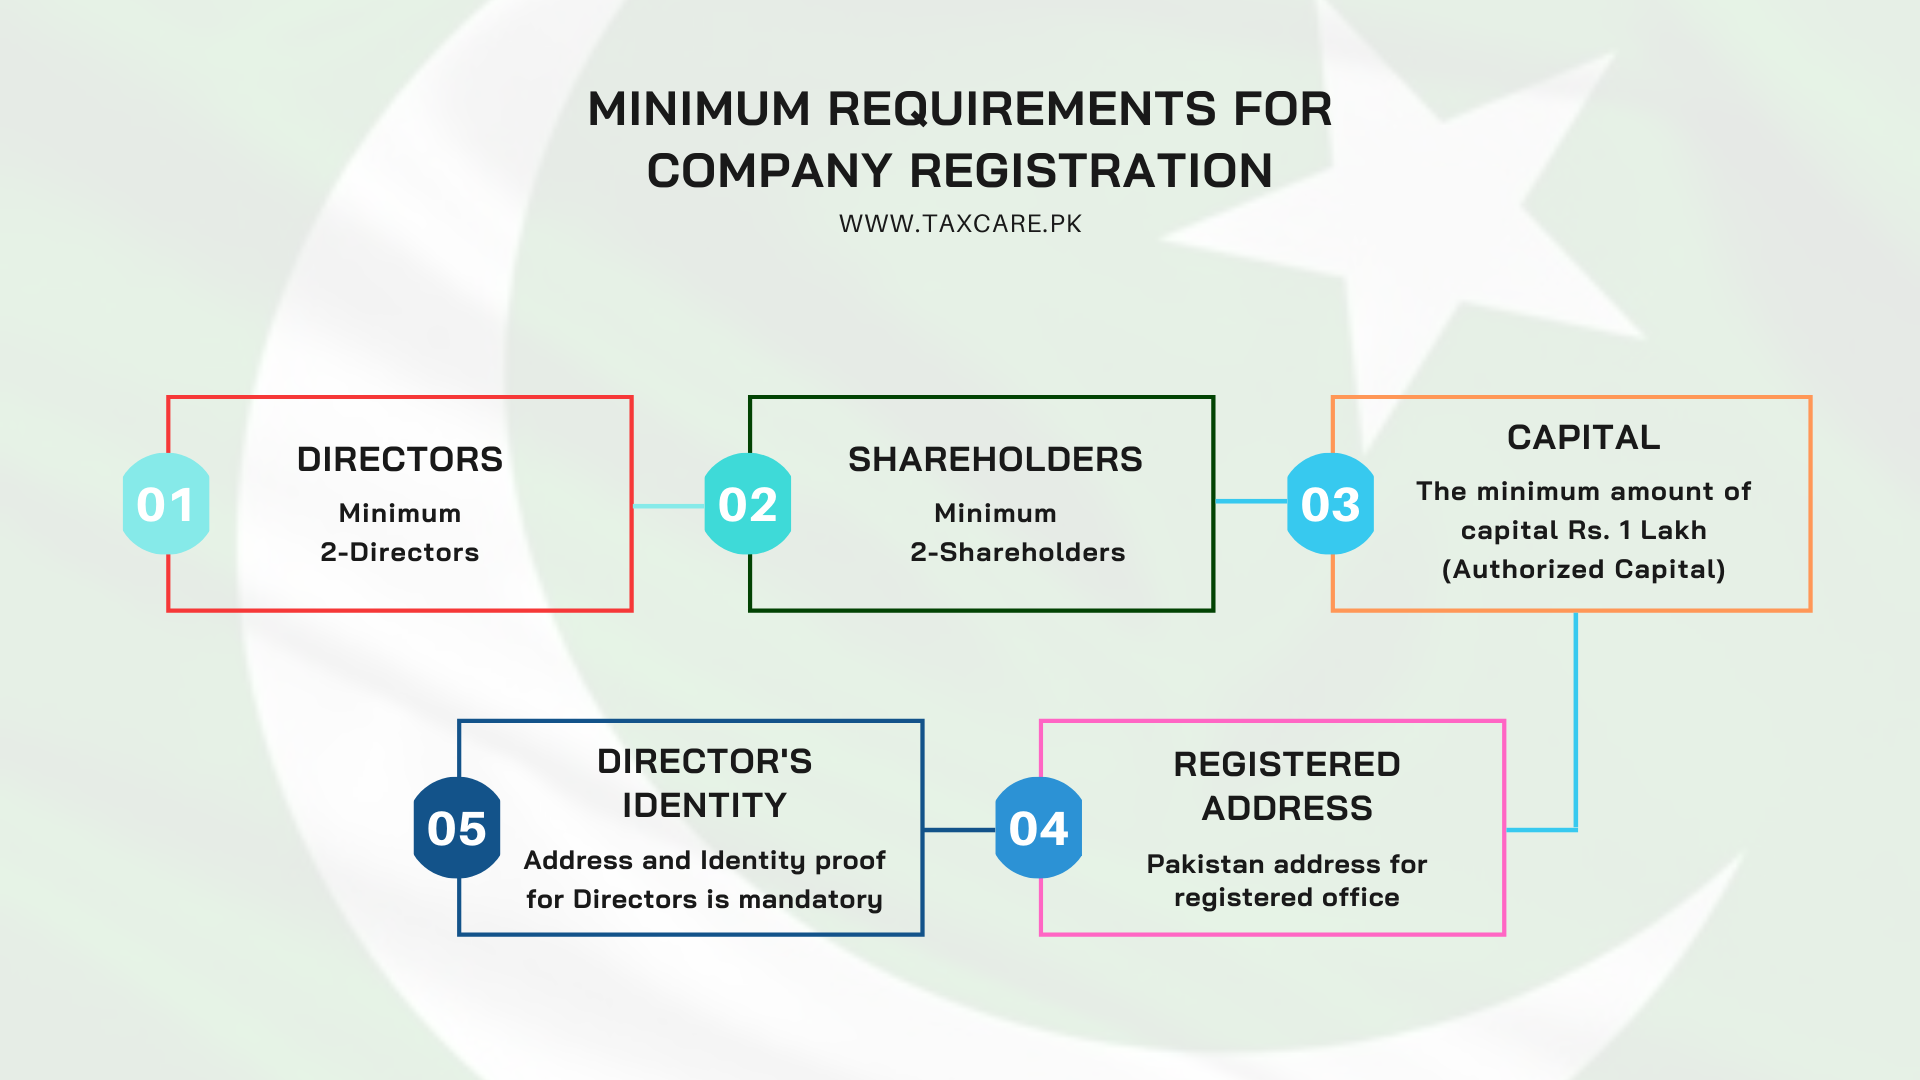 MINIMUM REQUIREMENTS FOR
COMPANY REGISTRATION
WWW.TAXCARE.PK
01
DIRECTORS
Minimum
2-Directors
02
SHAREHOLDERS
Minimum
2-Shareholders
03
CAPITAL
The minimum amount of
capital Rs. 1 Lakh
(Authorized Capital)
04
REGISTERED
ADDRESS
Pakistan address for
registered office
05
DIRECTOR'S
IDENTITY
Address and Identity proof
for Directors is mandatory